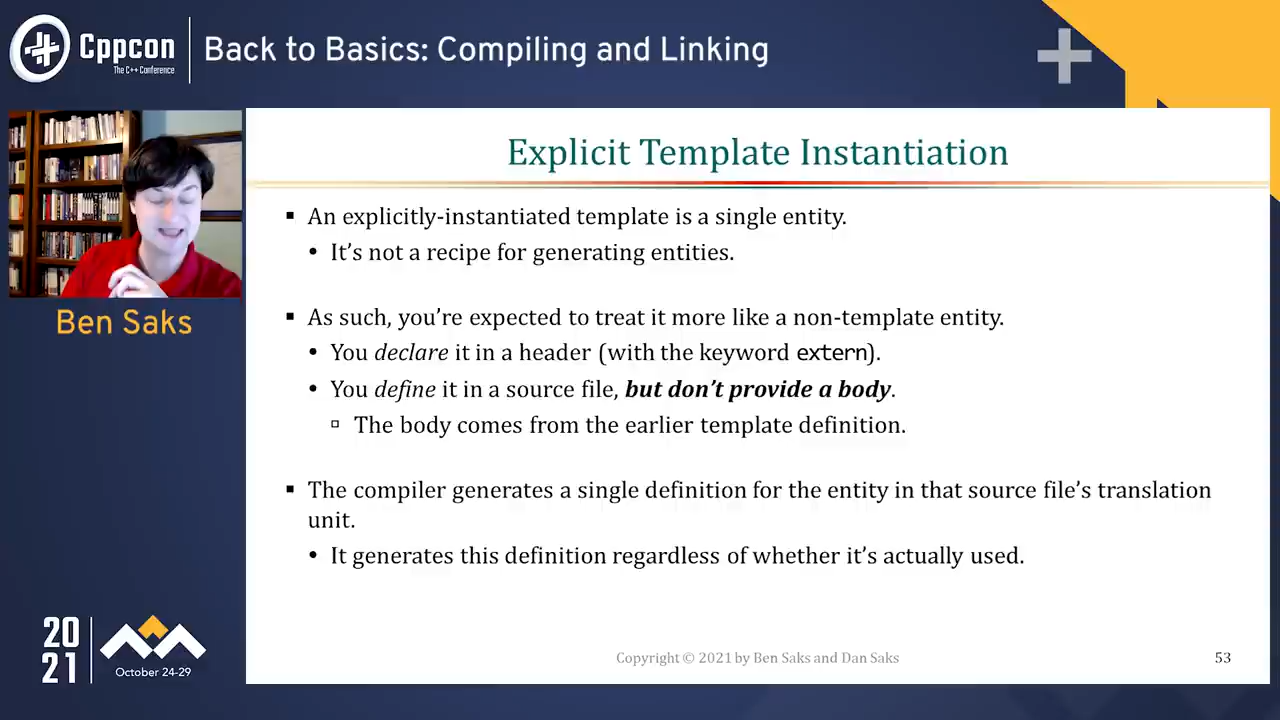 Cppcon
The C++ Conference
Back to Basics: Compiling and Linking
Ben Saks
Explicit Template Instantiation
▪ An explicitly-instantiated template is a single entity.
• It’s not a recipe for generating entities.
▪ As such, you’re expected to treat it more like a non-template entity.
• You declare it in a header (with the keyword extern).
• You define it in a source file, but don’t provide a body.
▫ The body comes from the earlier template definition.
▪ The compiler generates a single definition for the entity in that source file’s translation
unit.
• It generates this definition regardless of whether it’s actually used.
Copyright © 2021 by Ben Saks and Dan Saks
53
20
21
October 24-29